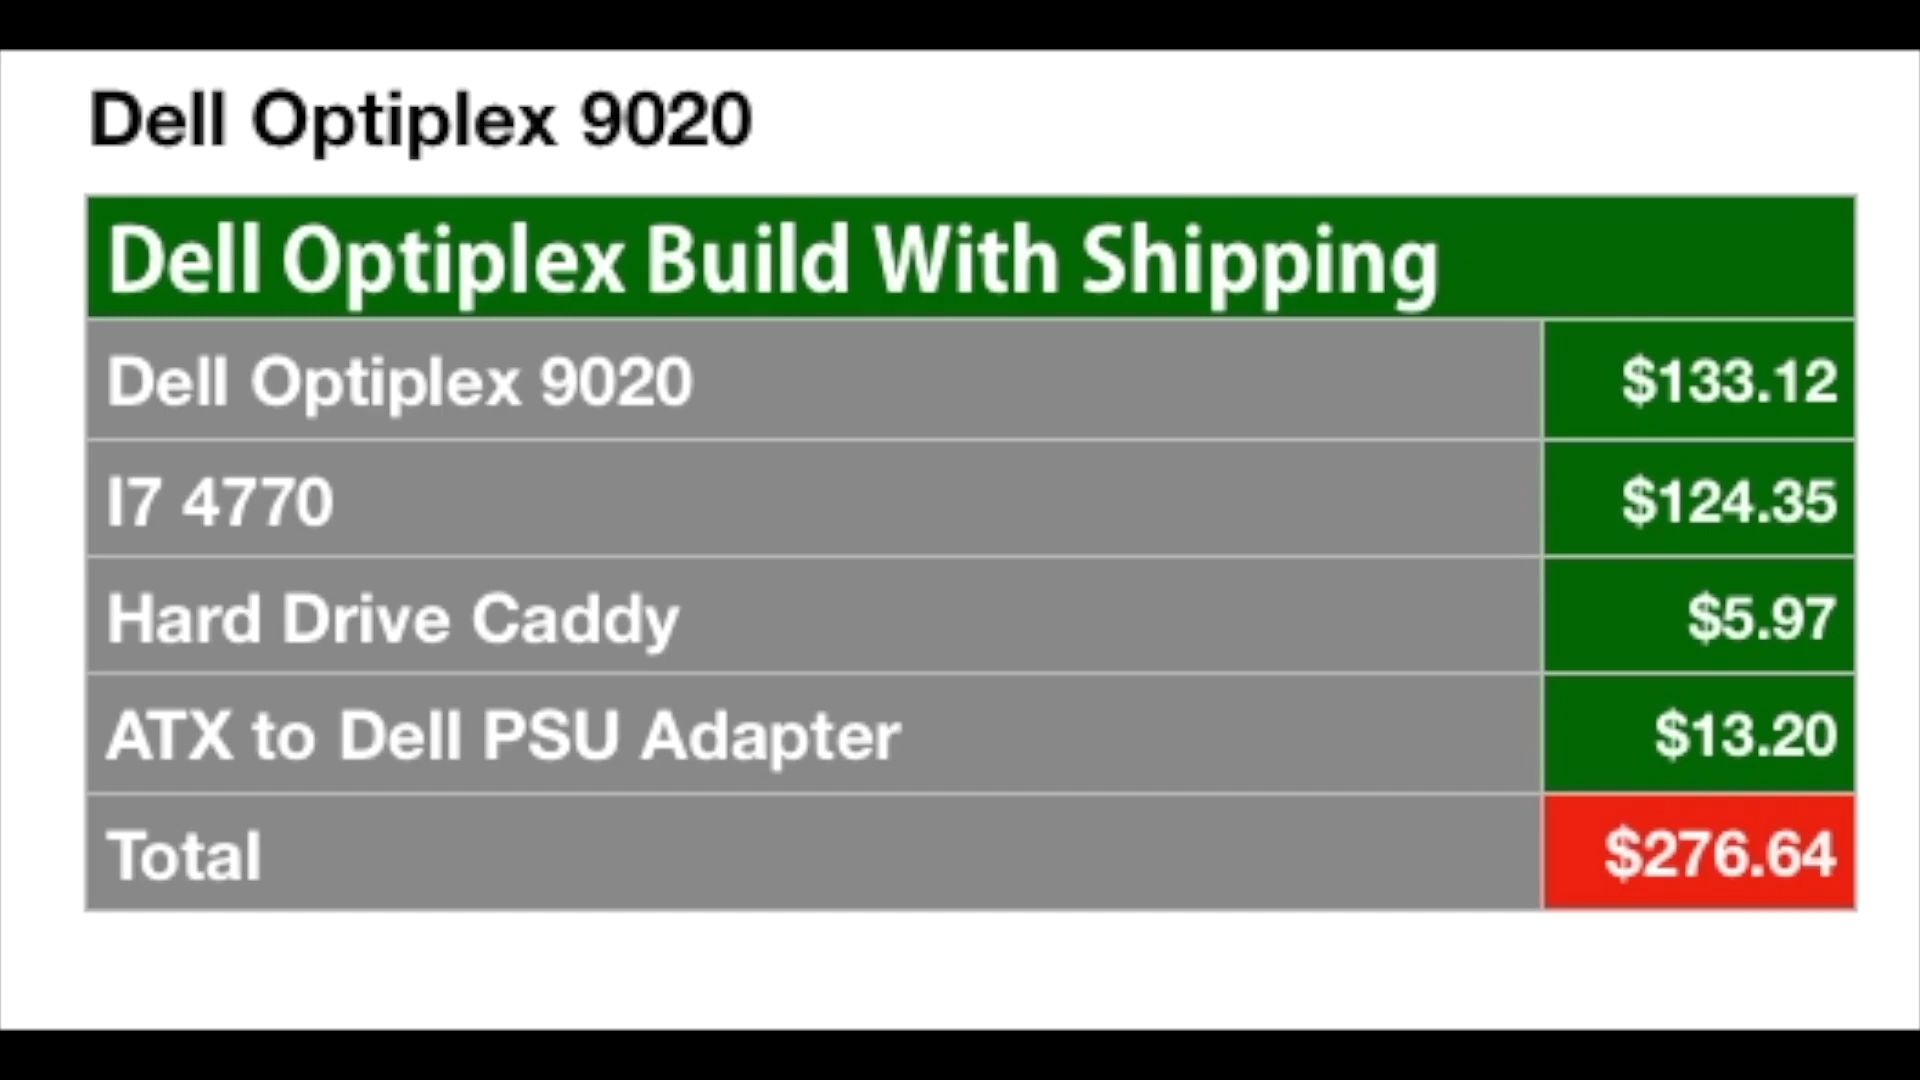 Dell Optiplex 9020
Dell Optiplex Build With Shipping
Dell Optiplex 9020 $133.12
I7 4770 $124.35
Hard Drive Caddy $5.97
ATX to Dell PSU Adapter $13.20
Total $276.64